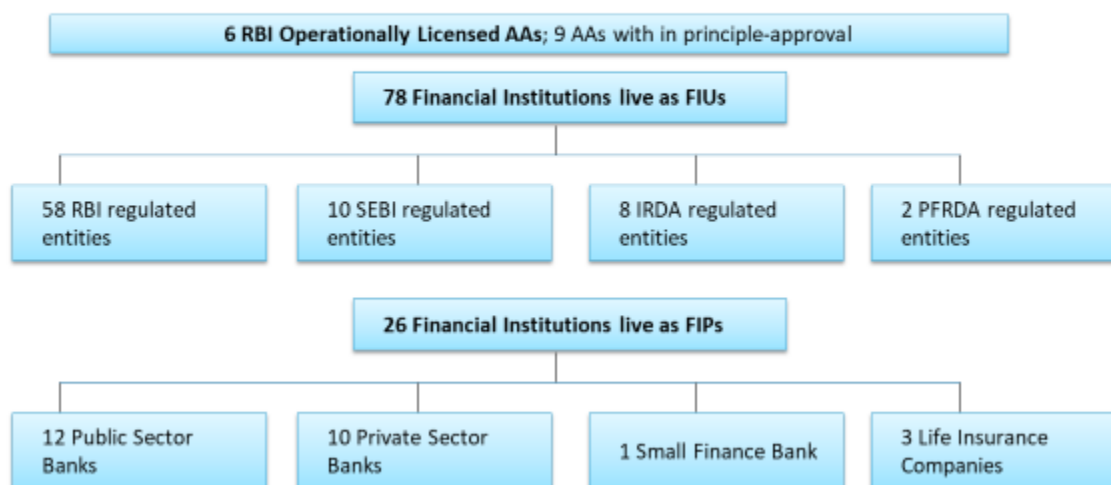 6 RBI Operationally Licensed AAs; 9 AAs with in principle-approval
78 Financial Institutions live as FIUs
58 RBI regulated
entities
10 SEBI regulated
entities
8 IRDA regulated
entities
2 PFRDA regulated
entities
26 Financial Institutions live as FIPs
12 Public Sector
Banks
10 Private Sector
Banks
1 Small Finance Bank
3 Life Insurance
Companies